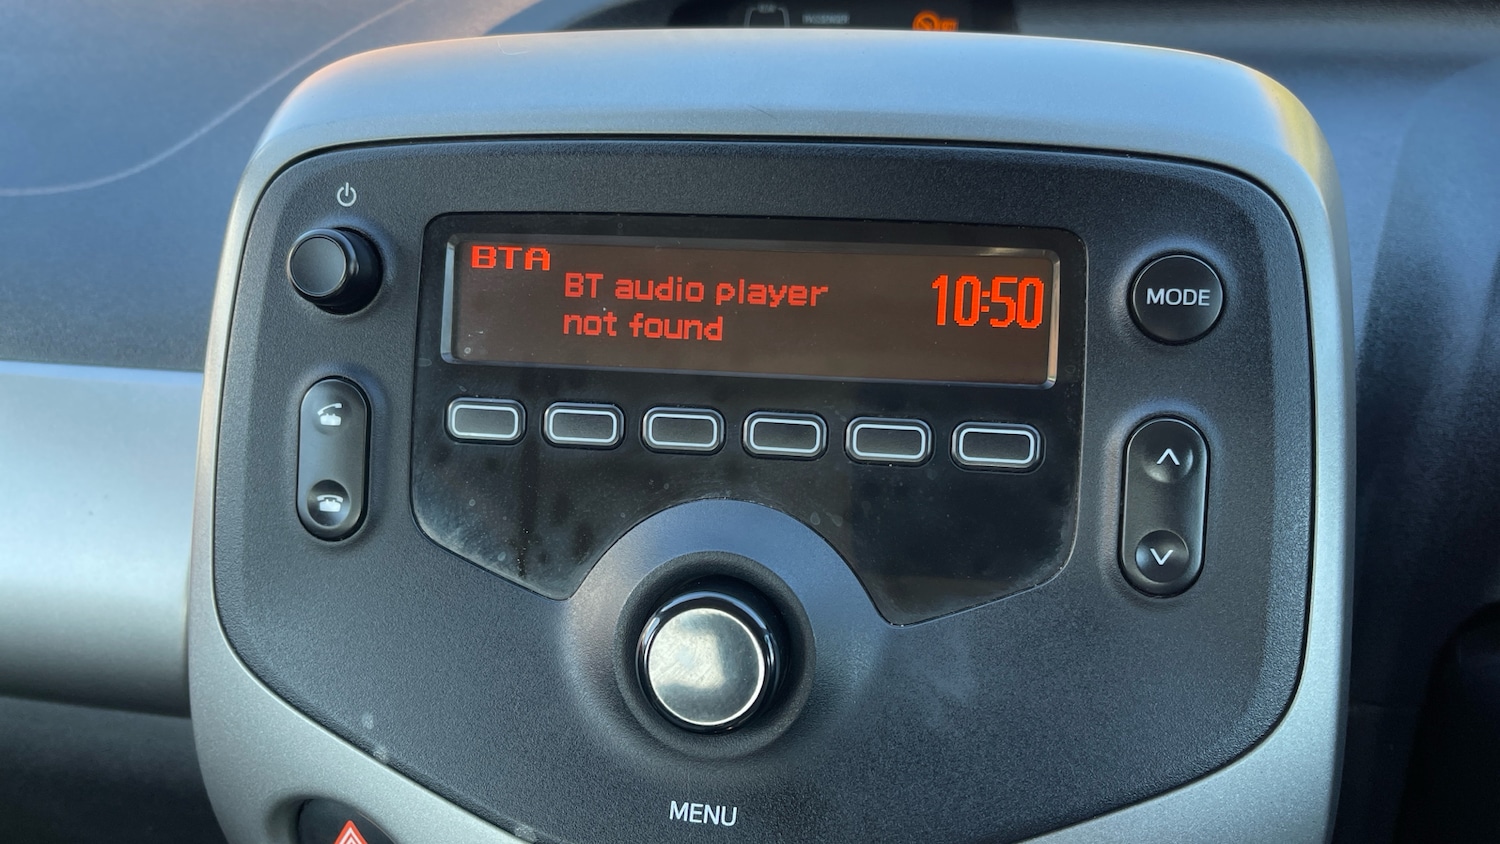 BTA
BT audio player
not found
10:50
MODE
MENU